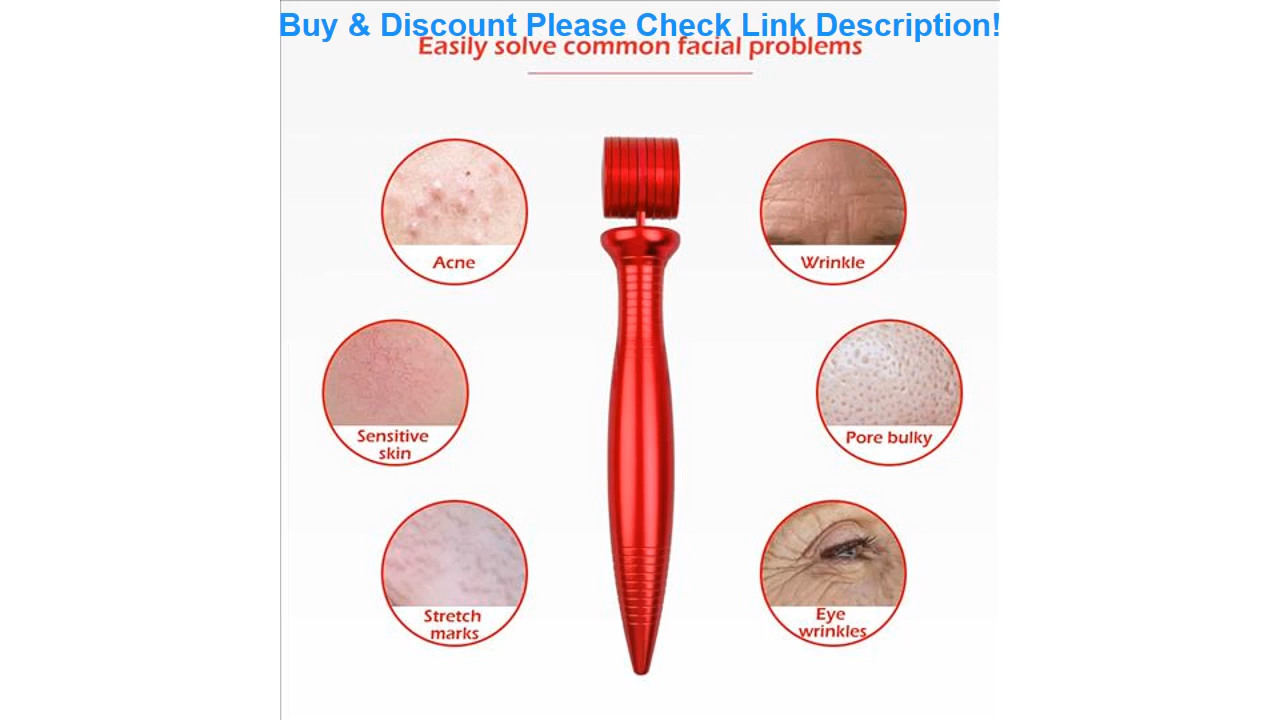 Buy & Discount Please Check Link Description!
Easily solve common facial problems
Acne
Wrinkle
Sensitive
skin
Pore bulky
Stretch
marks
Eye
wrinkles